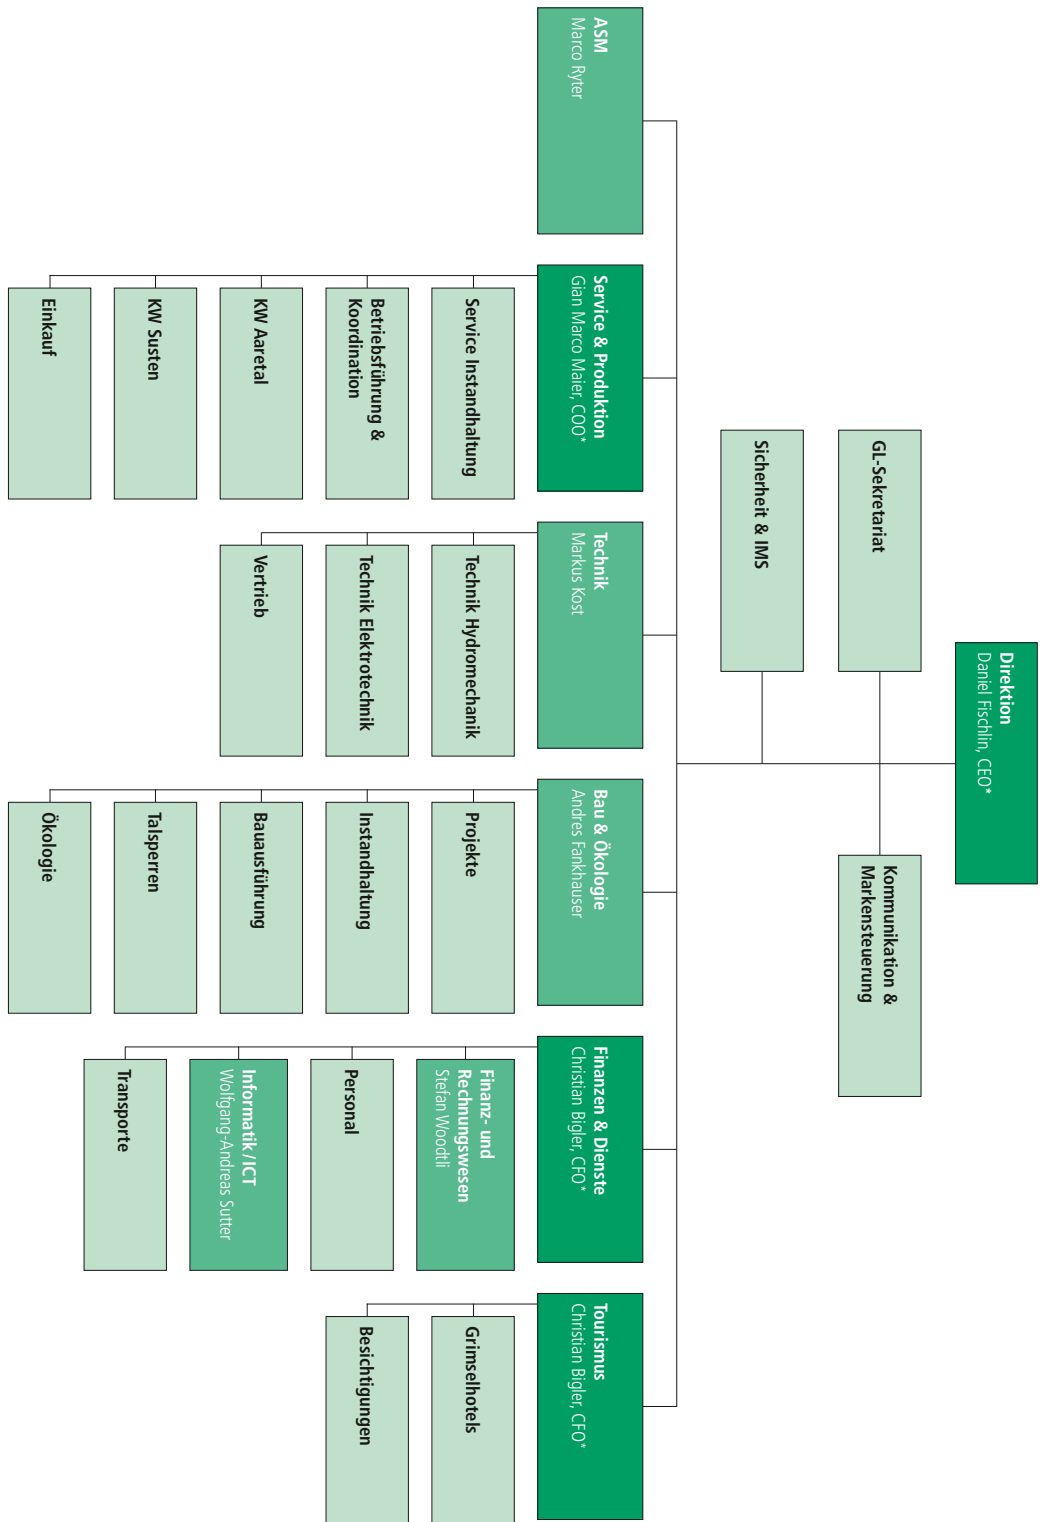 Direktion
Daniel Fischlin, CEO*
GL-Sekretariat
Kommunikation &
Markensteuerung
Sicherheit & IMS
ASM
Marco Ryter
Service & Produktion
Gian Marco Maier, COO*
Service Instandhaltung
Betriebsführung &
Koordination
KW Aaretal
KW Susten
Einkauf
Technik
Markus Kost
Technik Hydromechanik
Technik Elektrotechnik
Vertrieb
Bau & Ökologie
Andres Fankhauser
Projekte
Instandhaltung
Bauausführung
Talsperren
Ökologie
Finanzen & Dienste
Christian Bigler, CFO*
Finanz- und
Rechnungswesen
Stefan Woodtli
Personal
Informatik / ICT
Wolfgang-Andreas Sutter
Transporte
Tourismus
Christian Bigler, CFO*
Grimselhotels
Besichtigungen